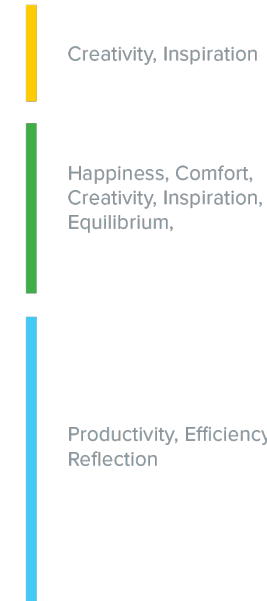 Creativity, Inspiration
Happiness, Comfort,
Creativity, Inspiration,
Equilibrium,
Productivity, Efficiency
Reflection